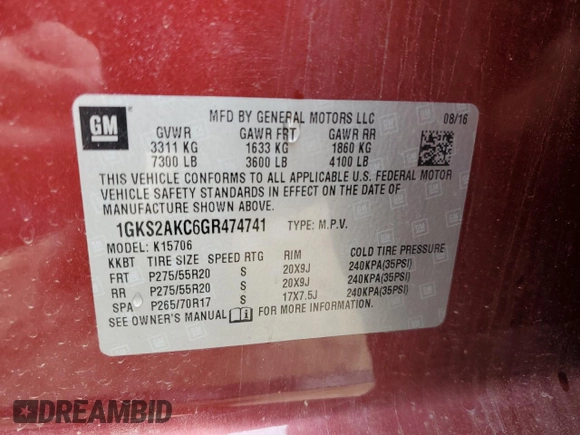 GM
MFD BY GENERAL MOTORS LLC 08/16
GVWR GAWR FRT GAWR RR
3311 KG 1633 KG 1860 KG
7300 LB 3600 LB 4100 LB
THIS VEHICLE CONFORMS TO ALL APPLICABLE U.S. FEDERAL MOTOR
VEHICLE SAFETY STANDARDS IN EFFECT ON THE DATE OF
MANUFACTURE SHOWN ABOVE.
1GKS2AKC6GR474741 TYPE: M.P.V.
MODEL: K15706
KKBT TIRE SIZE SPEED RTG RIM COLD TIRE PRESSURE
FRT P275/55R20 S 20X9J 240KPA(35PSI)
RR P275/55R20 S 20X9J 240KPA(35PSI)
SPA P265/70R17 S 17X7.5J 240KPA(35PSI)
SEE OWNER'S MANUAL FOR MORE INFORMATION.
DREAMBID